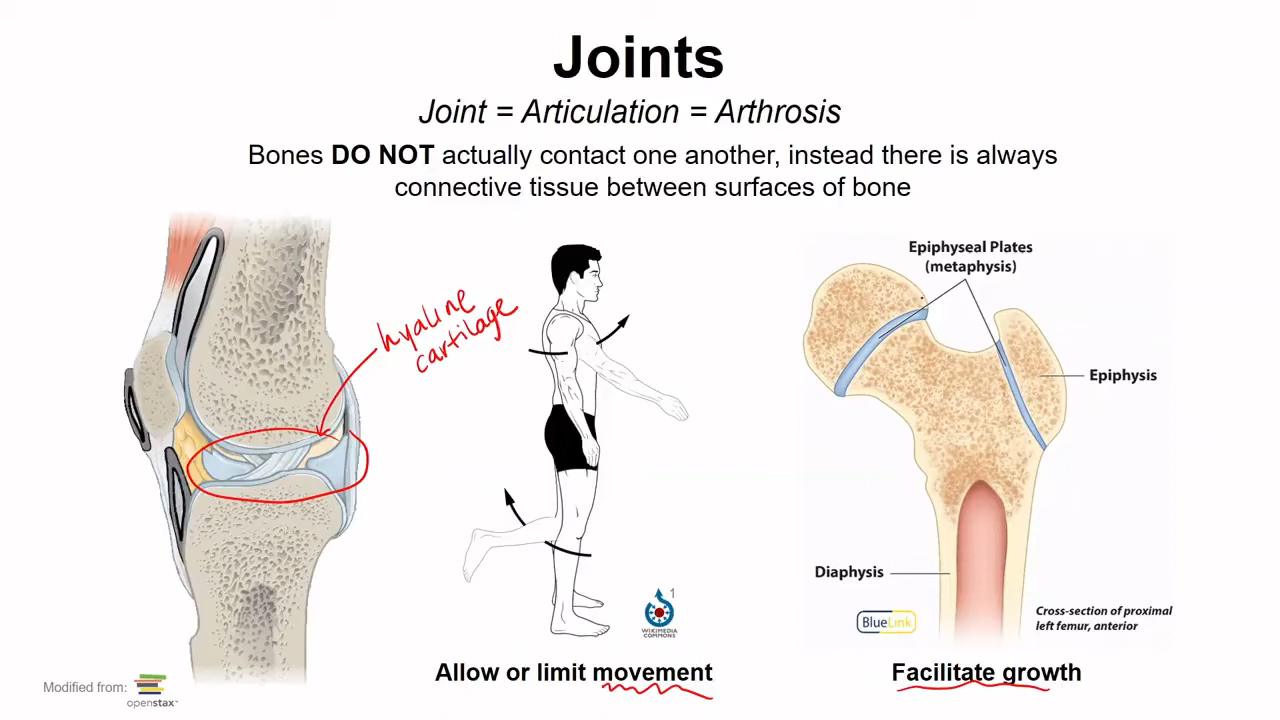 Joints
Joint = Articulation = Arthrosis
Bones DO NOT actually contact one another, instead there is always
connective tissue between surfaces of bone
hyaline
cartilage
1
WIKIMEDIA
COMMONS
Allow or limit movement
Epiphyseal Plates
(metaphysis)
Epiphysis
Diaphysis
BlueLink
Cross-section of proximal
left femur, anterior
Facilitate growth
Modified from:
openstax™